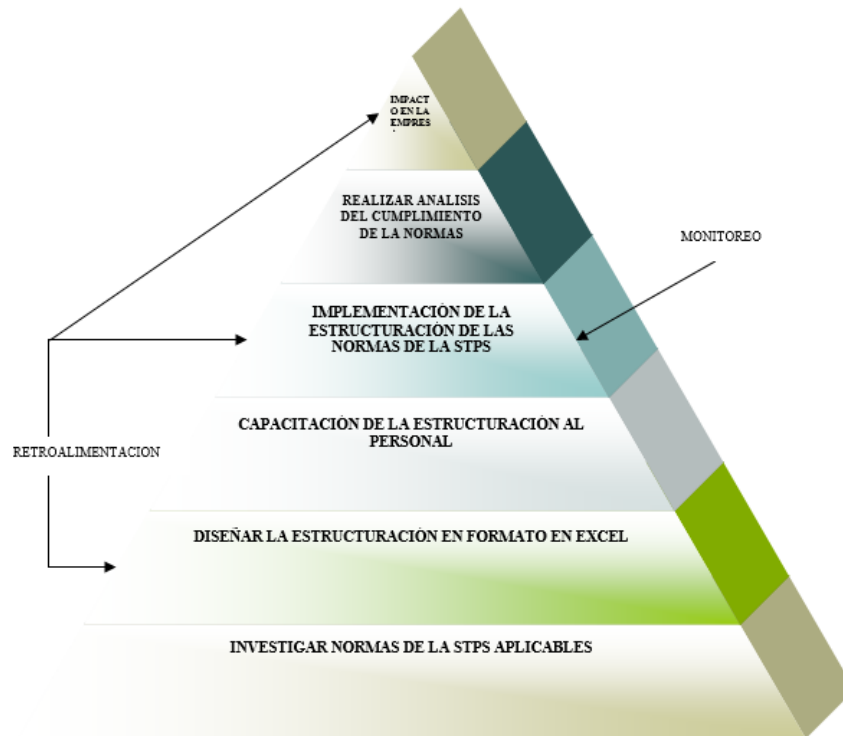 IMPACT
O EN LA
EMPRES
REALIZAR ANALISIS
DEL CUMPLIMIENTO
DE LA NORMAS
MONITOREO
IMPLEMENTACIÓN DE LA
ESTRUCTURACIÓN DE LAS
NORMAS DE LA STPS
CAPACITACIÓN DE LA ESTRUCTURACIÓN AL
PERSONAL
RETROALIMENTACION
DISEÑAR LA ESTRUCTURACIÓN EN FORMATO EN EXCEL
INVESTIGAR NORMAS DE LA STPS APLICABLES